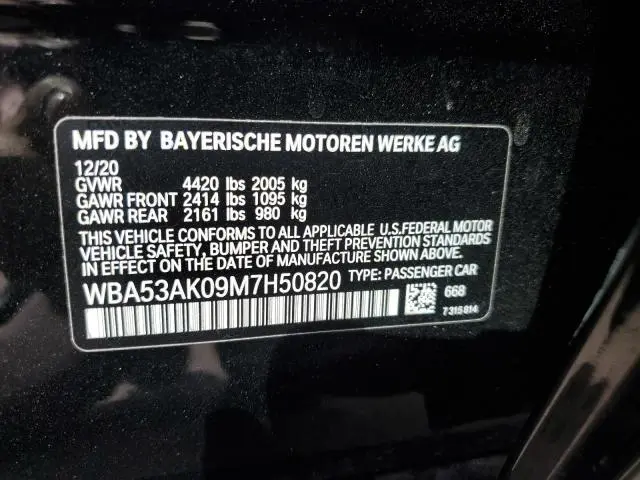 MFD BY BAYERISCHE MOTOREN WERKE AG
12/20
GVWR 4420 lbs 2005 kg
GAWR FRONT 2414 lbs 1095 kg
GAWR REAR 2161 lbs 980 kg
THIS VEHICLE CONFORMS TO ALL APPLICABLE U.S.FEDERAL MOTOR
VEHICLE SAFETY, BUMPER AND THEFT PREVENTION STANDARDS
IN EFFECT ON THE DATE OF MANUFACTURE SHOWN ABOVE.
WBA53AK09M7H50820 TYPE: PASSENGER CAR
668
7315814